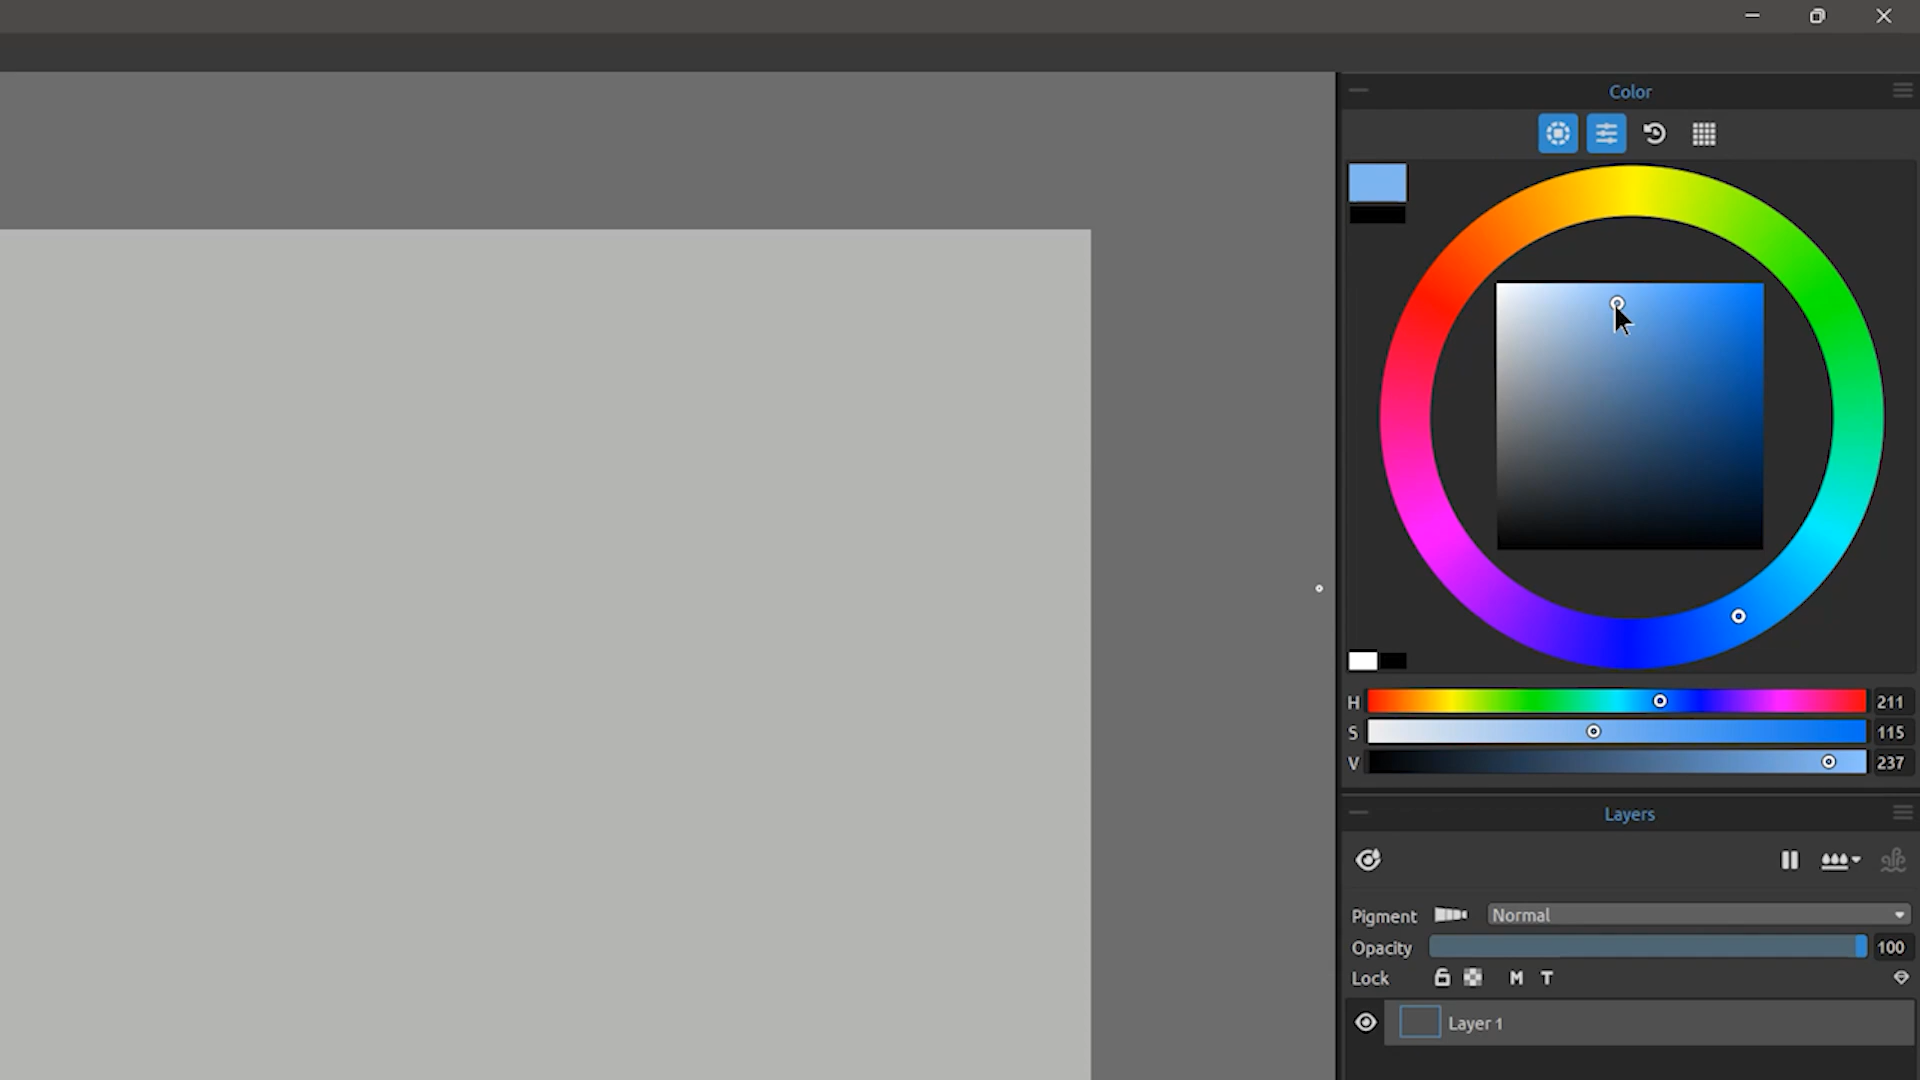 Color
H 211
S 115
V 237
Layers
Pigment Normal
Opacity 100
Lock M T
Layer 1